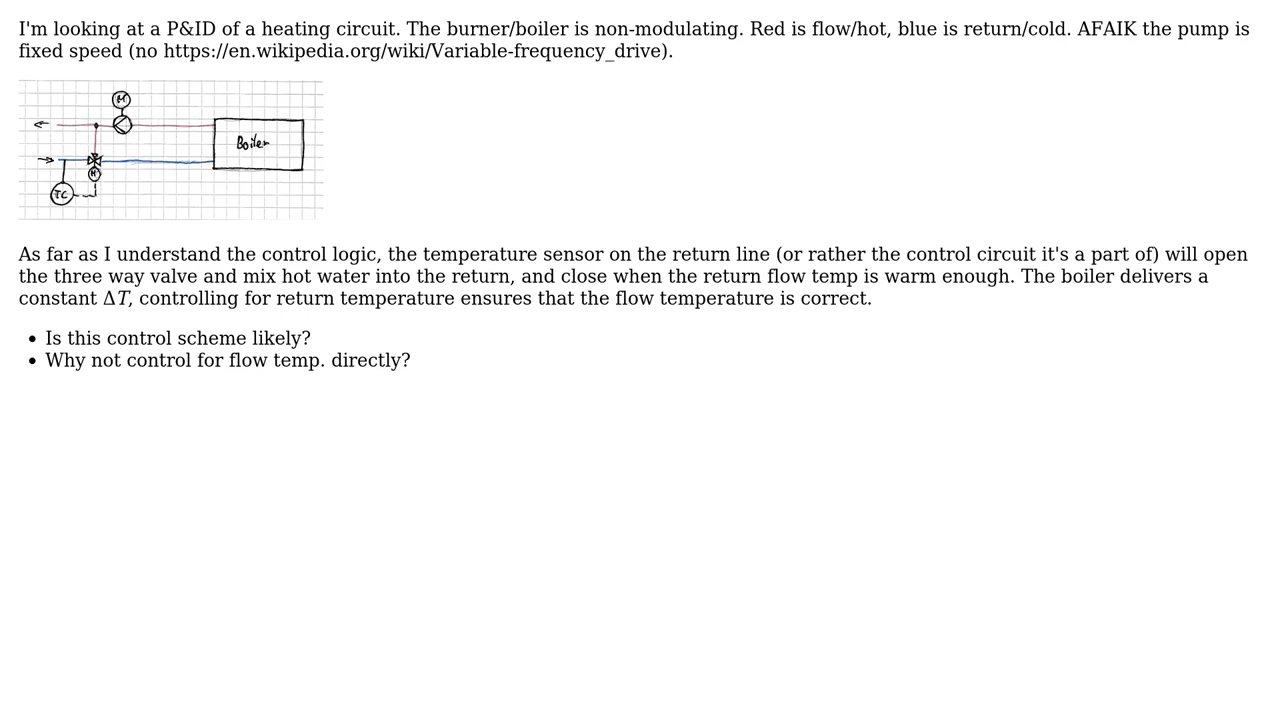 I'm looking at a P&ID of a heating circuit. The burner/boiler is non-modulating. Red is flow/hot, blue is return/cold. AFAIK the pump is
fixed speed (no https://en.wikipedia.org/wiki/Variable-frequency_drive).
M
Boiler
M
TC
As far as I understand the control logic, the temperature sensor on the return line (or rather the control circuit it's a part of) will open
the three way valve and mix hot water into the return, and close when the return flow temp is warm enough. The boiler delivers a
constant ΔT, controlling for return temperature ensures that the flow temperature is correct.
• Is this control scheme likely?
• Why not control for flow temp. directly?